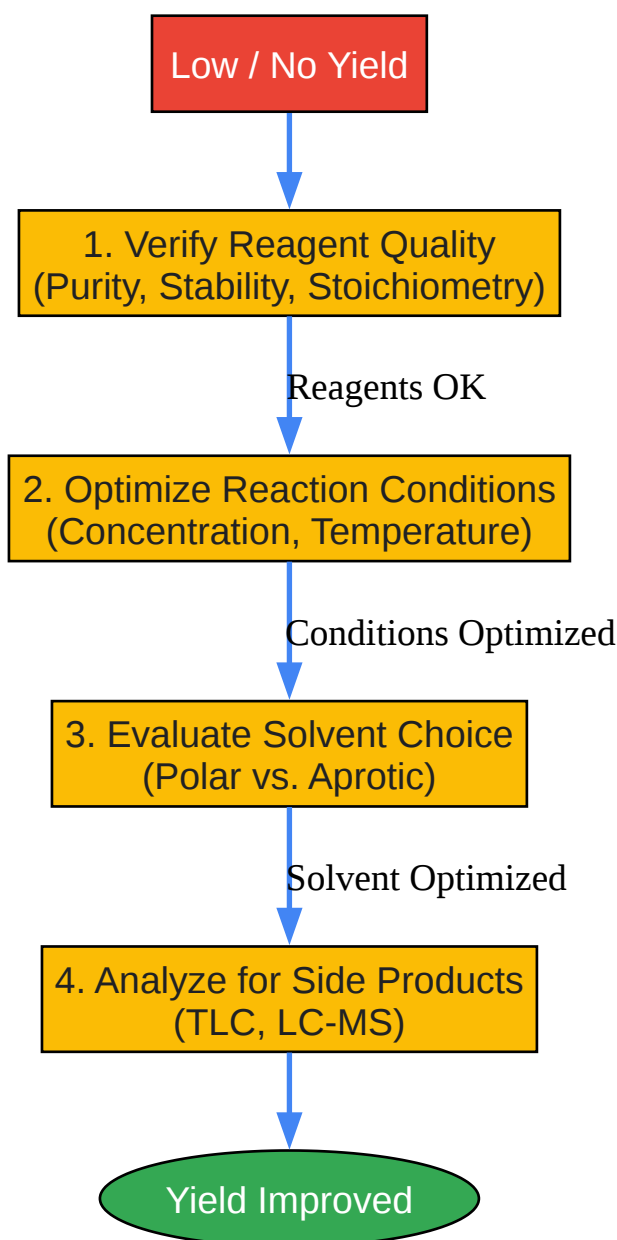 Low / No Yield
1. Verify Reagent Quality
(Purity, Stability, Stoichiometry)
Reagents OK
2. Optimize Reaction Conditions
(Concentration, Temperature)
Conditions Optimized
3. Evaluate Solvent Choice
(Polar vs. Aprotic)
Solvent Optimized
4. Analyze for Side Products
(TLC, LC-MS)
Yield Improved